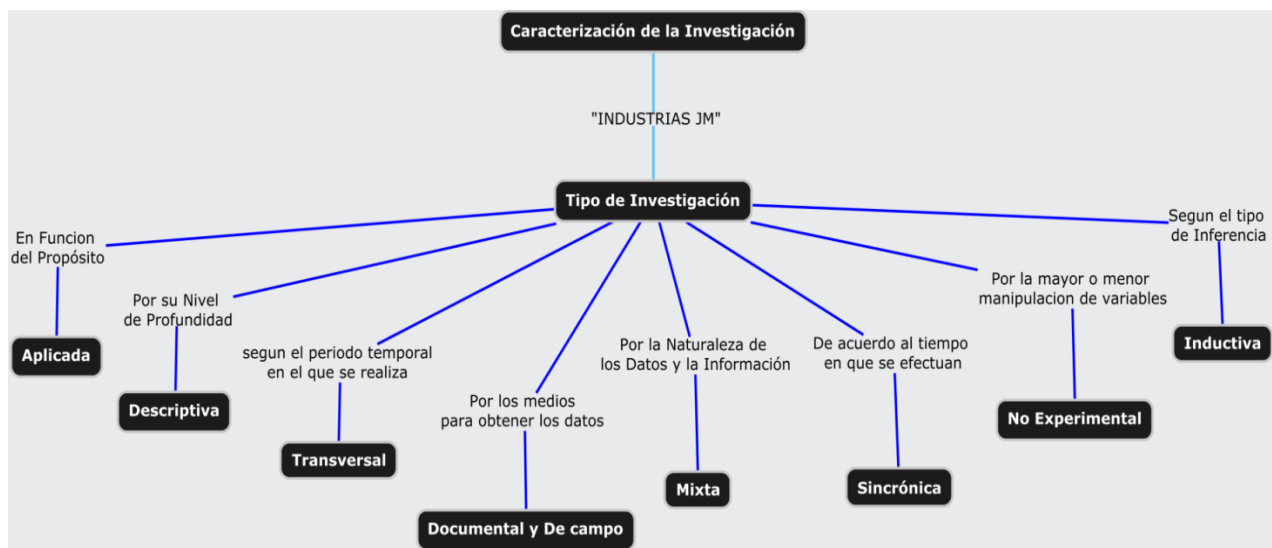 Caracterización de la Investigación
"INDUSTRIAS JM"
Tipo de Investigación
En Funcion
del Propósito
Aplicada
Por su Nivel
de Profundidad
Descriptiva
segun el periodo temporal
en el que se realiza
Transversal
Por los medios
para obtener los datos
Documental y De campo
Por la Naturaleza de
los Datos y la Información
Mixta
De acuerdo al tiempo
en que se efectuan
Sincrónica
Por la mayor o menor
manipulacion de variables
No Experimental
Segun el tipo
de Inferencia
Inductiva